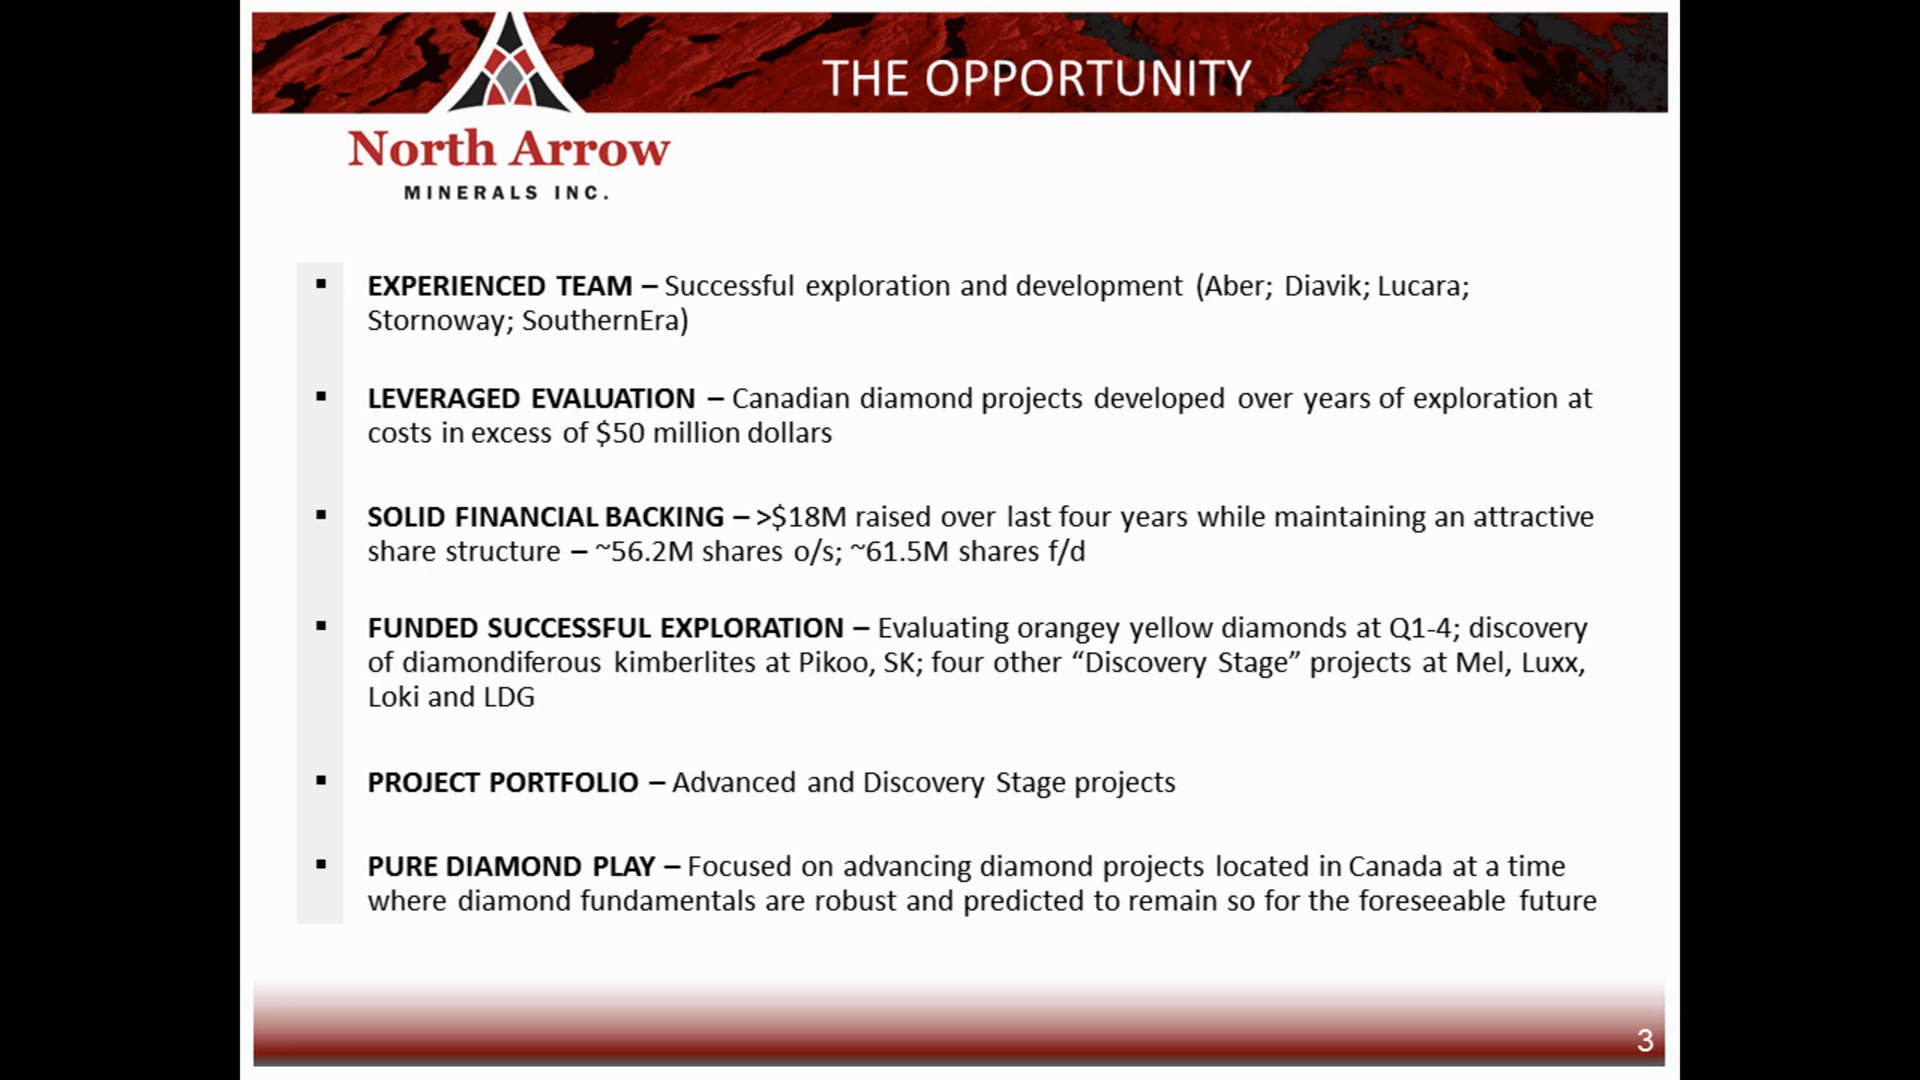 THE OPPORTUNITY
North Arrow
MINERALS INC.
▪ EXPERIENCED TEAM – Successful exploration and development (Aber; Diavik; Lucara;
Stornoway; SouthernEra)
▪ LEVERAGED EVALUATION – Canadian diamond projects developed over years of exploration at
costs in excess of $50 million dollars
▪ SOLID FINANCIAL BACKING – >$18M raised over last four years while maintaining an attractive
share structure – ~56.2M shares o/s; ~61.5M shares f/d
▪ FUNDED SUCCESSFUL EXPLORATION – Evaluating orangey yellow diamonds at Q1-4; discovery
of diamondiferous kimberlites at Pikoo, SK; four other “Discovery Stage” projects at Mel, Luxx,
Loki and LDG
▪ PROJECT PORTFOLIO – Advanced and Discovery Stage projects
▪ PURE DIAMOND PLAY – Focused on advancing diamond projects located in Canada at a time
where diamond fundamentals are robust and predicted to remain so for the foreseeable future
3